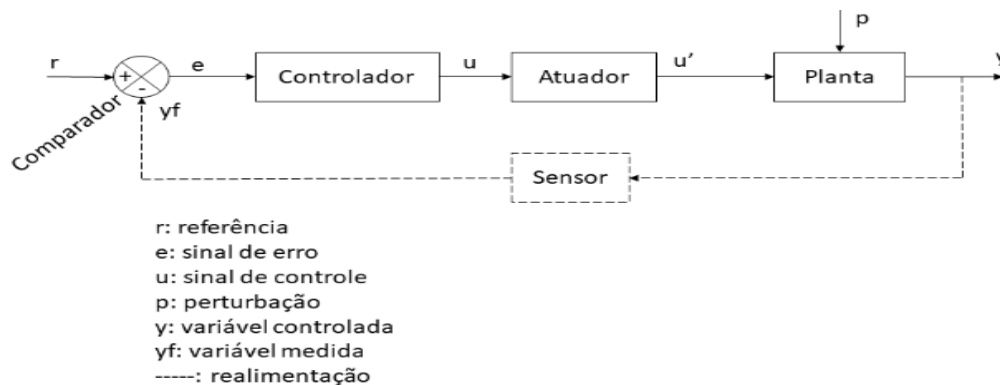 p
r
+
e
Controlador
u
Atuador
u'
Planta
y
-
yf
Comparador
Sensor
r: referência
e: sinal de erro
u: sinal de controle
p: perturbação
y: variável controlada
yf: variável medida
-----: realimentação